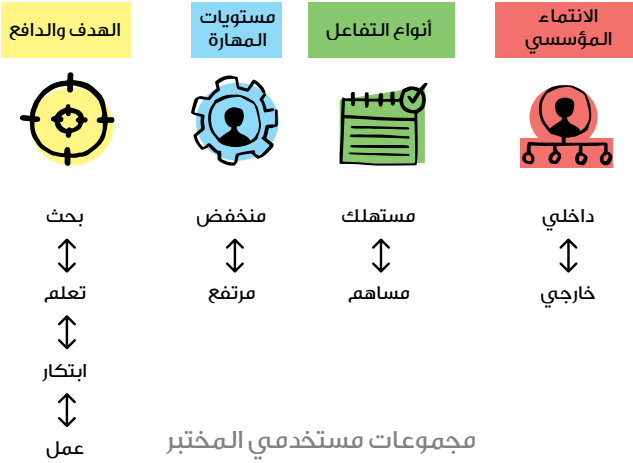 الانتماء
المؤسسي
أنواع التفاعل
مستويات
المهارة
الهدف والدافع
داخلي
خارجي
مستهلك
مساهم
منخفض
مرتفع
بحث
تعلم
ابتكار
عمل
مجموعات مستخدمي المختبر